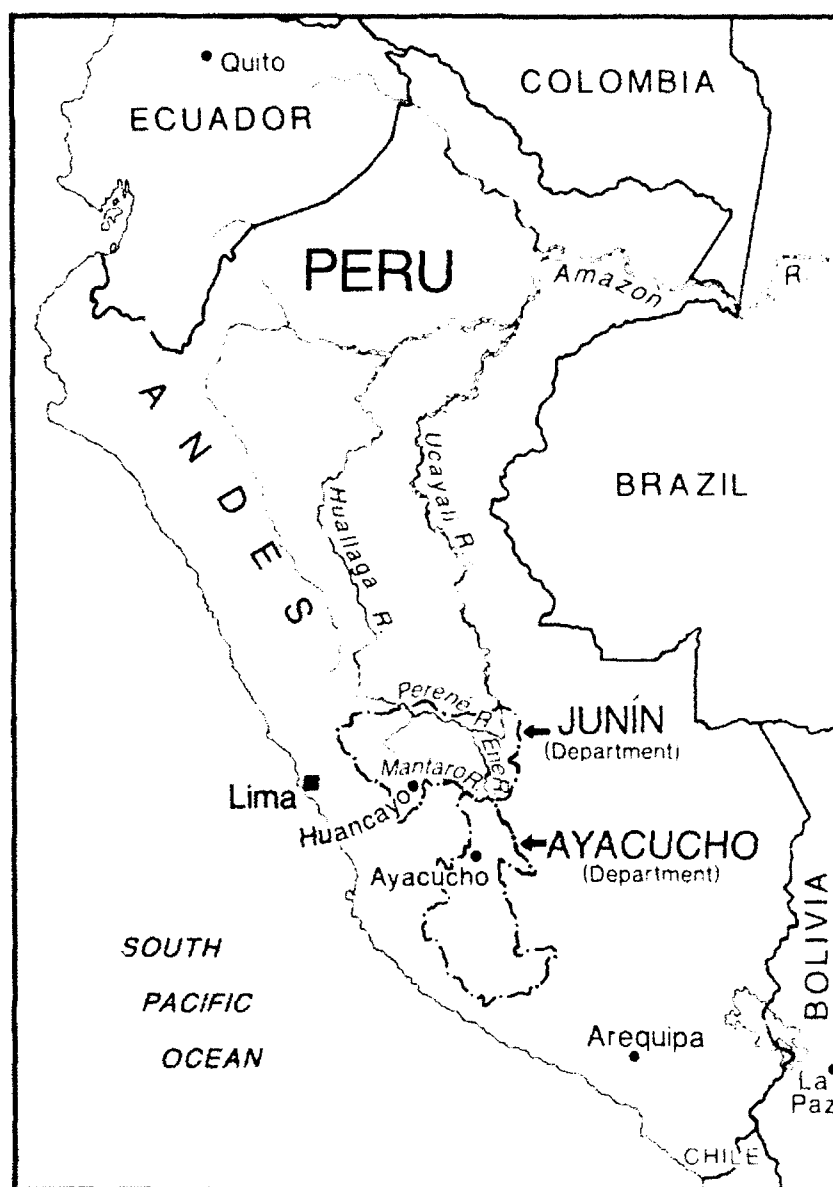 Quito
COLOMBIA
ECUADOR
PERU
Amazon
R
ANDES
Ucayali R.
BRAZIL
Huallaga R.
Perené R.
JUNÍN
(Department)
Ene R.
Mantaro R.
Lima
Huancayo
AYACUCHO
(Department)
Ayacucho
BOLIVIA
SOUTH
PACIFIC
OCEAN
Arequipa
La
Paz
CHILE